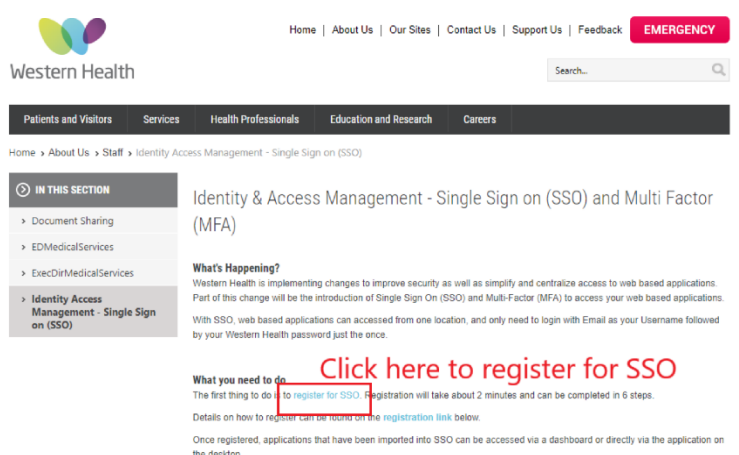 Home | About Us | Our Sites | Contact Us | Support Us | Feedback EMERGENCY
Western Health
Search...
Patients and Visitors Services Health Professionals Education and Research Careers
Home > About Us > Staff > Identity Access Management - Single Sign on (SSO)
IN THIS SECTION
> Document Sharing
> EDMedicalServices
> ExecDirMedicalServices
> Identity Access
Management - Single Sign
on (SSO)
Identity & Access Management - Single Sign on (SSO) and Multi Factor
(MFA)
What's Happening?
Western Health is implementing changes to improve security as well as simplify and centralize access to web based applications.
Part of this change will be the introduction of Single Sign On (SSO) and Multi-Factor (MFA) to access your web based applications.
With SSO, web based applications can accessed from one location, and only need to login with Email as your Username followed
by your Western Health password just the once.
Click here to register for SSO
What you need to do
The first thing to do is to register for SSO. Registration will take about 2 minutes and can be completed in 6 steps.
Details on how to register can be found on the registration link below.
Once registered, applications that have been imported into SSO can be accessed via a dashboard or directly via the application on
the desktop